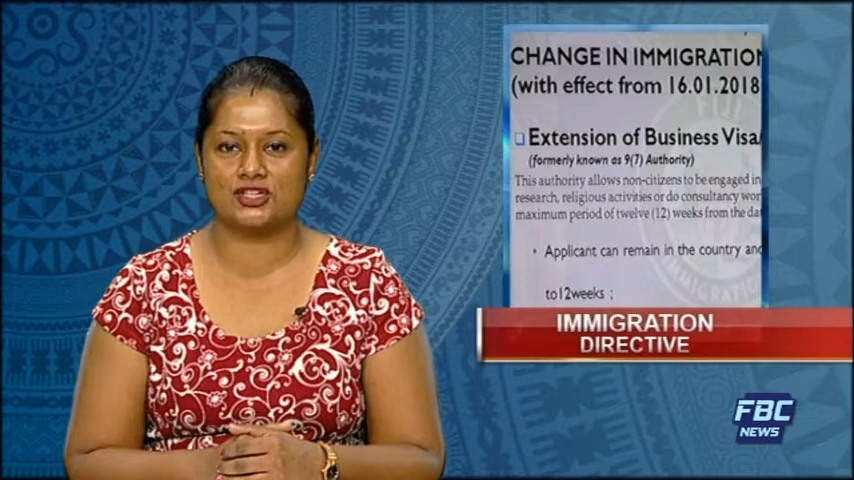 CHANGE IN IMMIGRATION
(with effect from 16.01.2018
Extension of Business Visa/
(formerly known as 9(7) Authority)
This authority allows non-citizens to be engaged in
research, religious activities or do consultancy wor
maximum period of twelve (12) weeks from the da
• Applicant can remain in the country and
to12weeks ;
IMMIGRATION
DIRECTIVE
FBC
NEWS